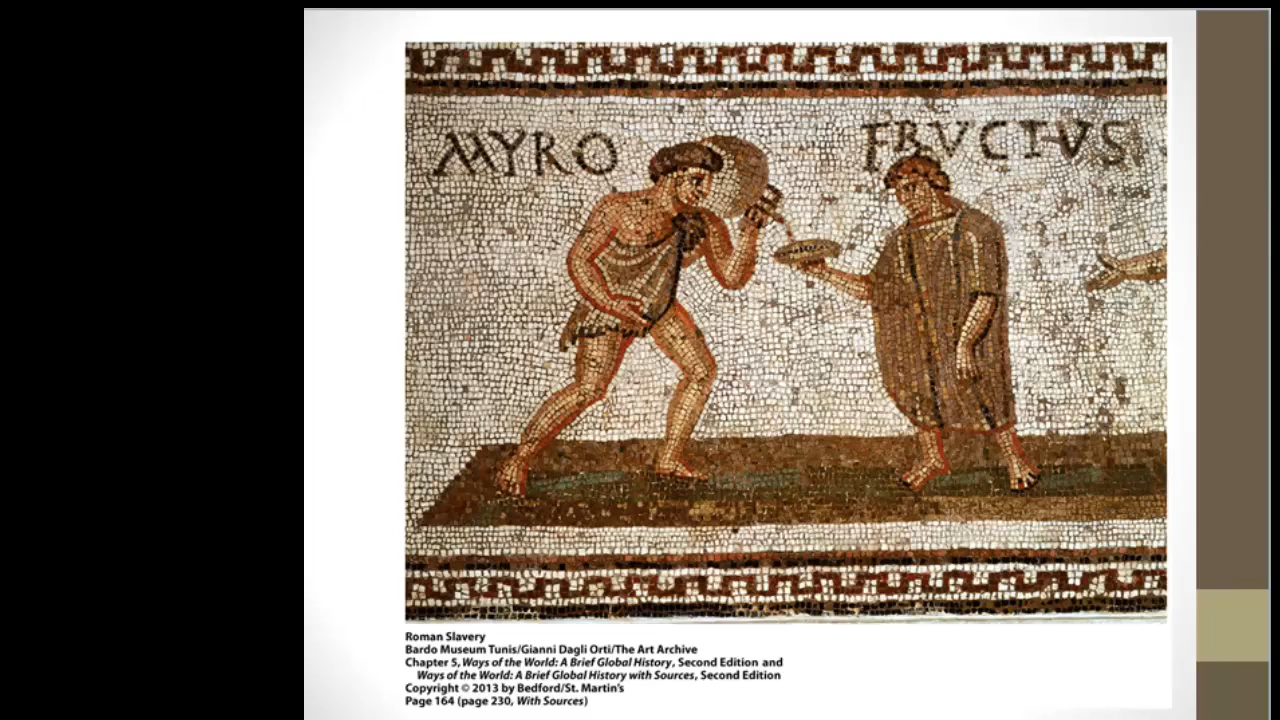 MYRO FRVCTVS
Roman Slavery
Bardo Museum Tunis/Gianni Dagli Orti/The Art Archive
Chapter 5, Ways of the World: A Brief Global History, Second Edition and
Ways of the World: A Brief Global History with Sources, Second Edition
Copyright © 2013 by Bedford/St. Martin's
Page 164 (page 230, With Sources)